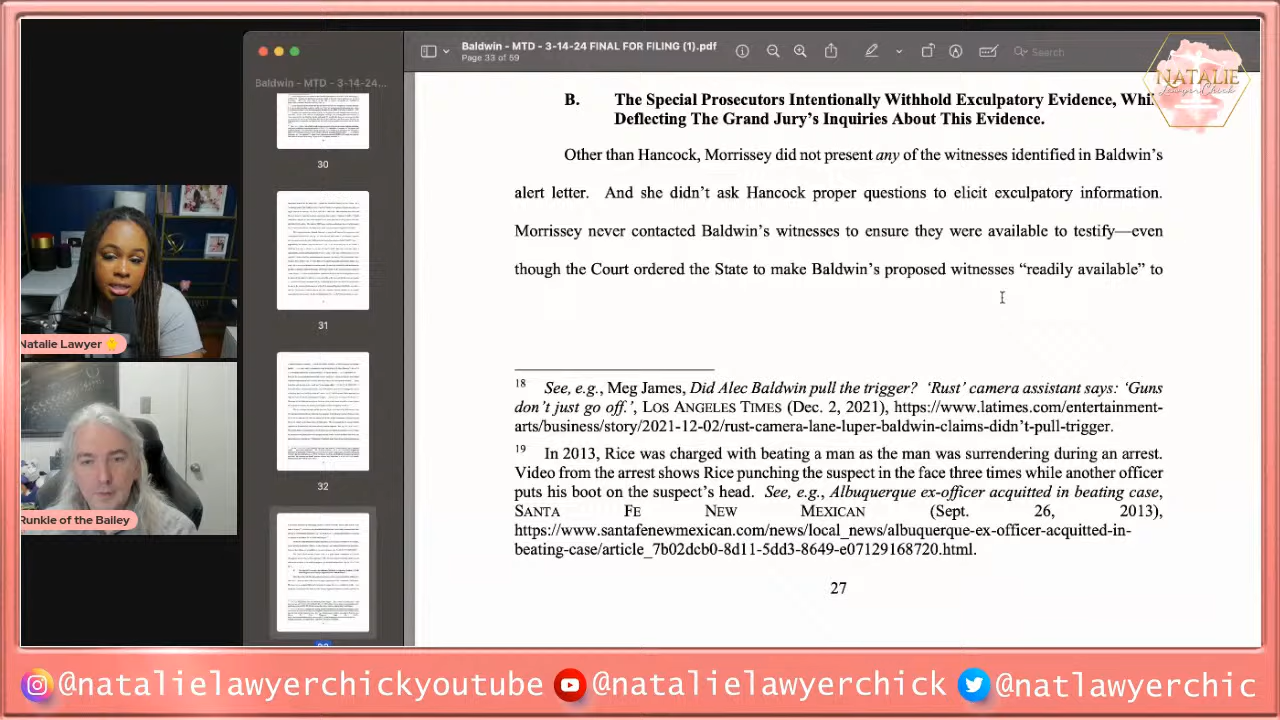 Baldwin - MTD - 3-14-24 FINAL FOR FILING (1).pdf
Page 33 of 59
Search
NATALIE
LawyerChick
Baldwin - MTD - 3-14-24...
30
31
32
B. The Special Prosecutors Intentionally Withhold Exculpatory Evidence, Whi
Deflecting The Grand Jury's Inquiries About This Evidence.
Other than Hancock, Morrissey did not present any of the witnesses identified in Baldwin's
alert letter. And she didn't ask Hancock proper questions to elicit exculpatory information.
Morrissey never contacted Baldwin's witnesses to ensure they were available to testify—even
though the Court ordered the State to make Baldwin's proposed witnesses "readily available" to
18 See, e.g., Meg James, Did Alec Baldwin pull the trigger? 'Rust' camera assistant says: 'Guns
don't just go off.', LOS ANGELES TIMES (Dec. 2, 2021), https://www.latimes.com/entertainment-
arts/business/story/2021-12-02/rust-camera-lane-luper-baldwin-claims-didn't-pull-trigger.
In 2013, Rice was charged with beating a man as the man was surrendering during an arrest.
Video from the arrest shows Rice punching the suspect in the face three times while another officer
puts his boot on the suspect's head. See, e.g., Albuquerque ex-officer acquitted in beating case,
SANTA FE NEW MEXICAN (Sept. 26, 2013),
https://www.santafenewmexican.com/news/local_news/albuquerque-ex-officer-acquitted-in-
27
Natalie Lawyer
Runkle of the Bailey
@natalielawyerchickyoutube
@natalielawyerchick
@natlawyerchic